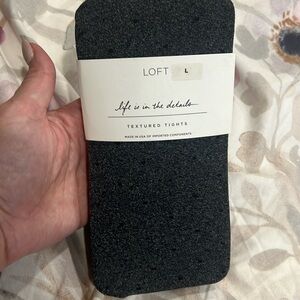 LOFT L
life is in the details
TEXTURED TIGHTS
MADE IN USA OF IMPORTED COMPONENTS